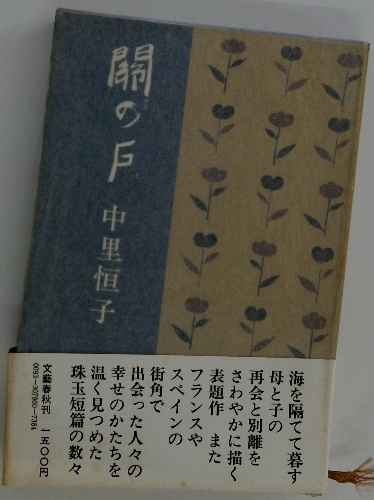 關の戸
中里恒子
海を隔てて暮す
母と子の
再会と別離を
さわやかに描く
表題作 また
フランスや
スペインの
街角で
出会った人々の
幸せのかたちを
温く見つめた
珠玉短篇の数々
文藝春秋刊 一五〇〇円
0093—307900—7384